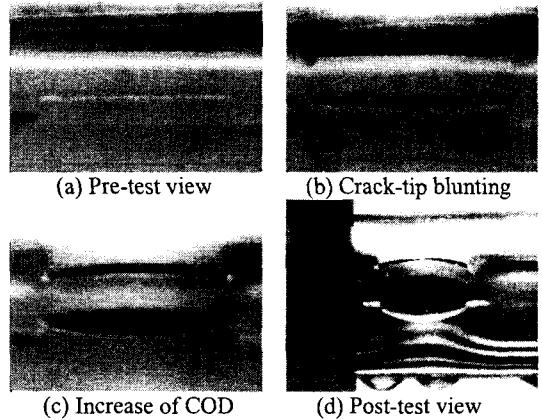 (a) Pre-test view
(b) Crack-tip blunting
(c) Increase of COD
(d) Post-test view